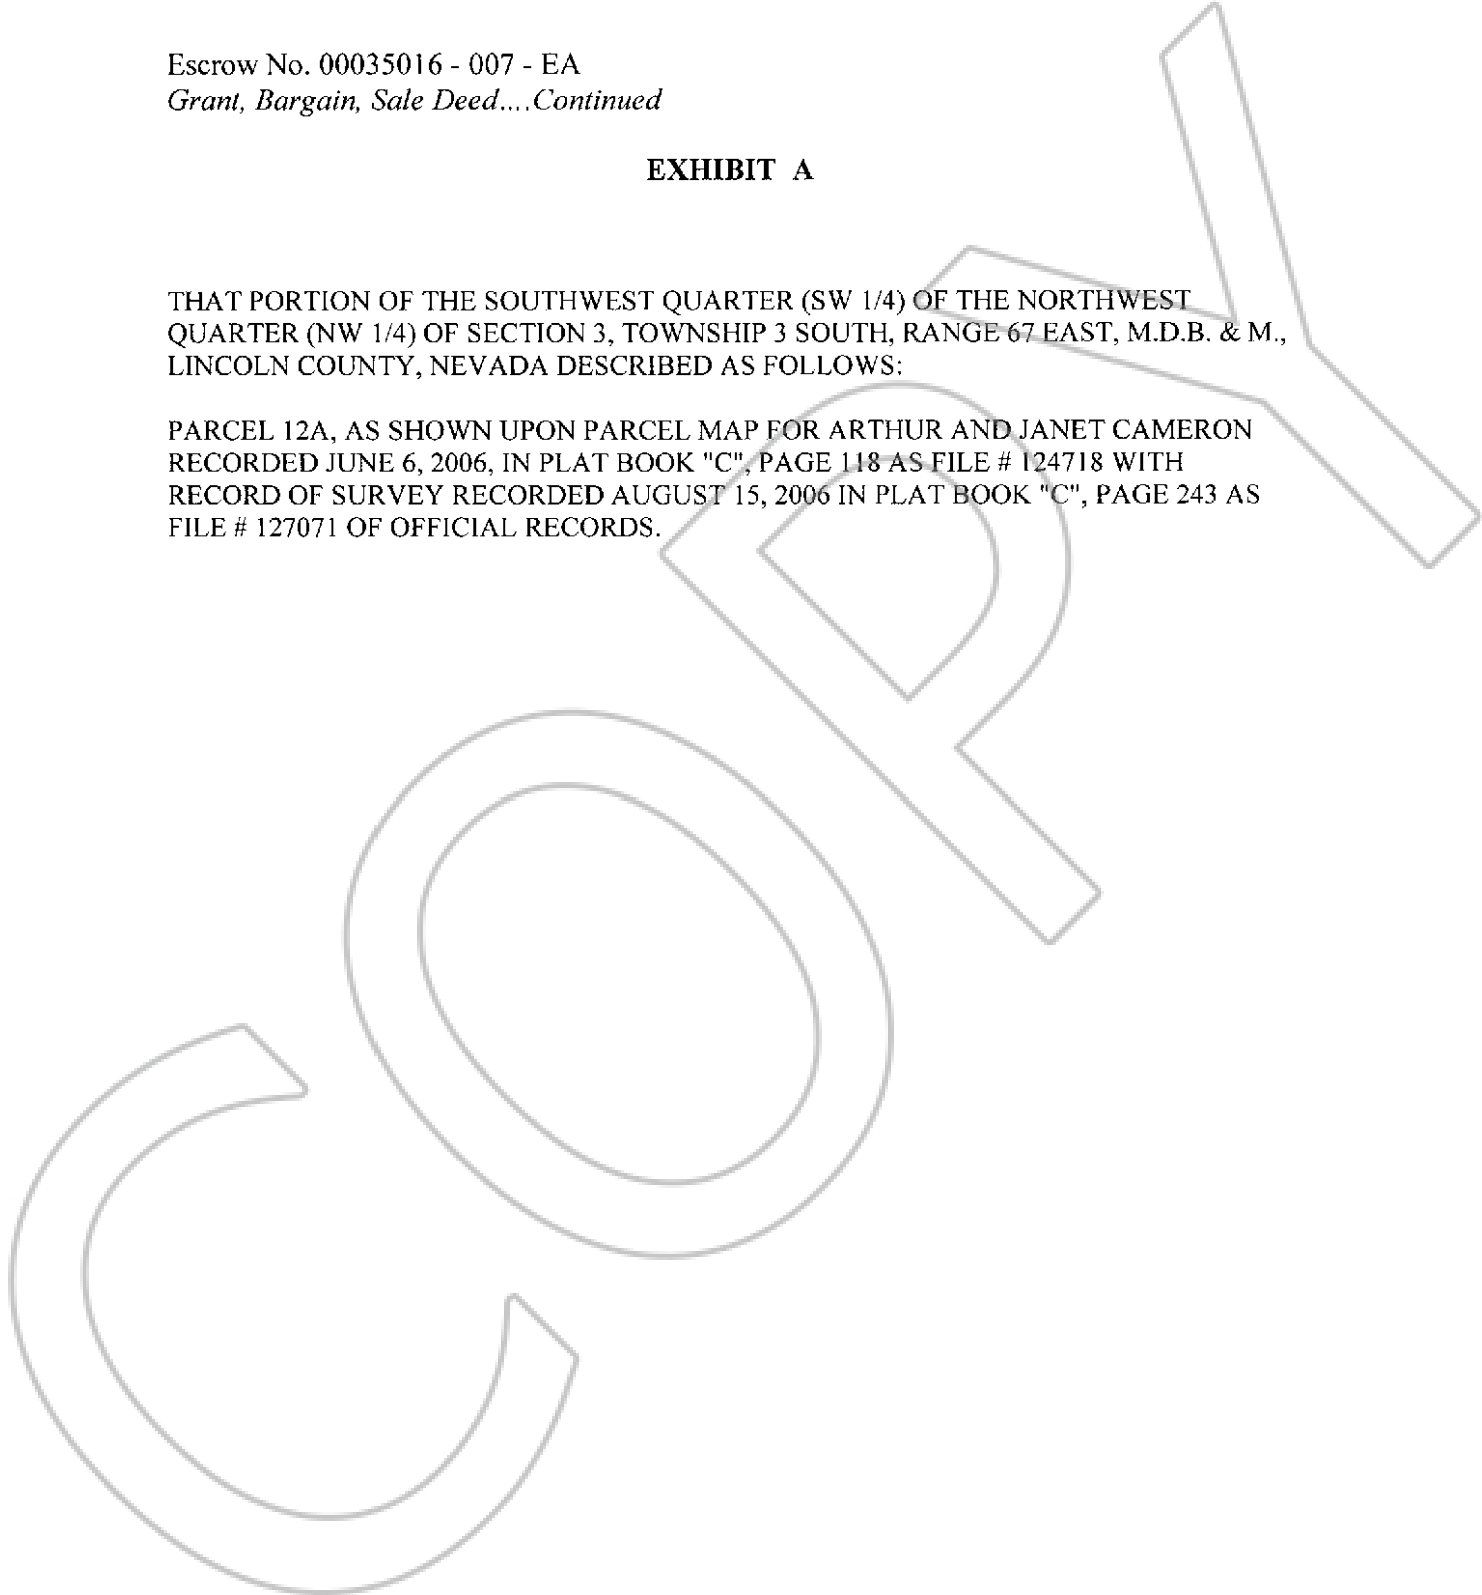 Escrow No. 00035016 - 007 - EA
Grant, Bargain, Sale Deed....Continued
EXHIBIT A
THAT PORTION OF THE SOUTHWEST QUARTER (SW 1/4) OF THE NORTHWEST
QUARTER (NW 1/4) OF SECTION 3, TOWNSHIP 3 SOUTH, RANGE 67 EAST, M.D.B. & M.,
LINCOLN COUNTY, NEVADA DESCRIBED AS FOLLOWS:
PARCEL 12A, AS SHOWN UPON PARCEL MAP FOR ARTHUR AND JANET CAMERON
RECORDED JUNE 6, 2006, IN PLAT BOOK "C", PAGE 118 AS FILE # 124718 WITH
RECORD OF SURVEY RECORDED AUGUST 15, 2006 IN PLAT BOOK "C", PAGE 243 AS
FILE # 127071 OF OFFICIAL RECORDS.
COPY